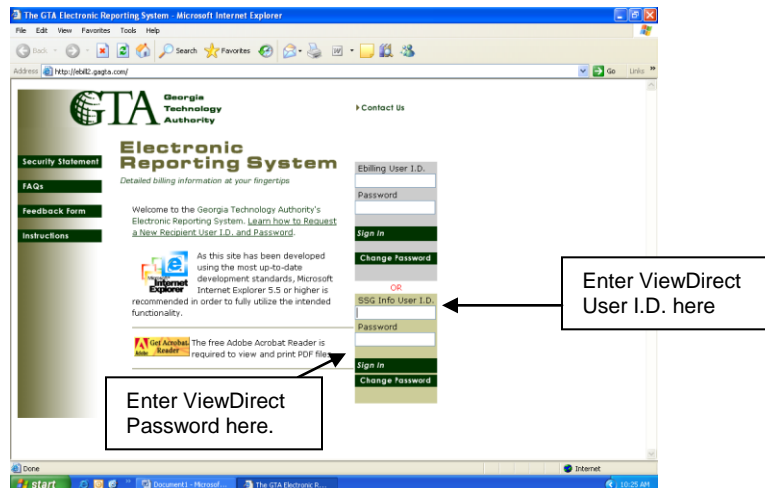 The GTA Electronic Reporting System - Microsoft Internet Explorer
File Edit View Favorites Tools Help
Back Search Favorites
Address http://ebill2.gagta.com/ Go Links
GTA Georgia
Technology
Authority
Contact Us
Electronic
Reporting System
Detailed billing information at your fingertips
Security Statement
FAQs
Feedback Form
Instructions
Welcome to the Georgia Technology Authority's
Electronic Reporting System. Learn how to Request
a New Recipient User I.D. and Password.
Internet
Explorer
As this site has been developed
using the most up-to-date
development standards, Microsoft
Internet Explorer 5.5 or higher is
recommended in order to fully utilize the intended
functionality.
Get Acrobat
Reader
Adobe
The free Adobe Acrobat Reader is
required to view and print PDF files
Ebilling User I.D.
Password
Sign In
Change Password
OR
SSG Info User I.D.
Password
Sign In
Change Password
Enter ViewDirect
User I.D. here
Enter ViewDirect
Password here.
Done Internet
start Document1 - Microsof... The GTA Electronic R... 10:25 AM